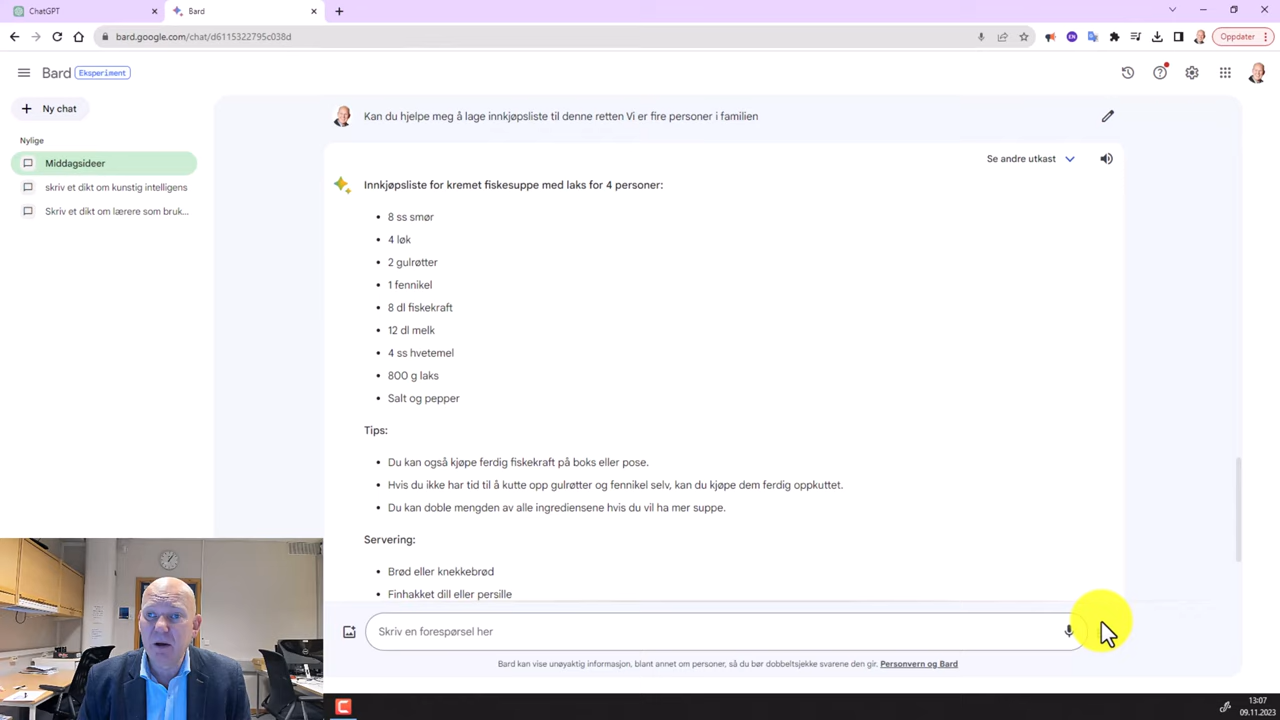 ChatGPT
Bard
bard.google.com/chat/d6115322795c038d
Oppdater
Bard Eksperiment
Ny chat
Nylige
Middagsideer
skriv et dikt om kunstig intelligens
Skriv et dikt om lærere som bruk...
Kan du hjelpe meg å lage innkjøpsliste til denne retten Vi er fire personer i familien
Se andre utkast
Innkjøpsliste for kremet fiskesuppe med laks for 4 personer:
8 ss smør
4 løk
2 gulrøtter
1 fennikel
8 dl fiskekraft
12 dl melk
4 ss hvetemel
800 g laks
Salt og pepper
Tips:
Du kan også kjøpe ferdig fiskekraft på boks eller pose.
Hvis du ikke har tid til å kutte opp gulrøtter og fennikel selv, kan du kjøpe dem ferdig oppkuttet.
Du kan doble mengden av alle ingrediensene hvis du vil ha mer suppe.
Servering:
Brød eller knekkebrød
Finhakket dill eller persille
Skriv en forespørsel her
Bard kan vise unøyaktig informasjon, blant annet om personer, så du bør dobbeltsjekke svarene den gir. Personvern og Bard
13:07
09.11.2023